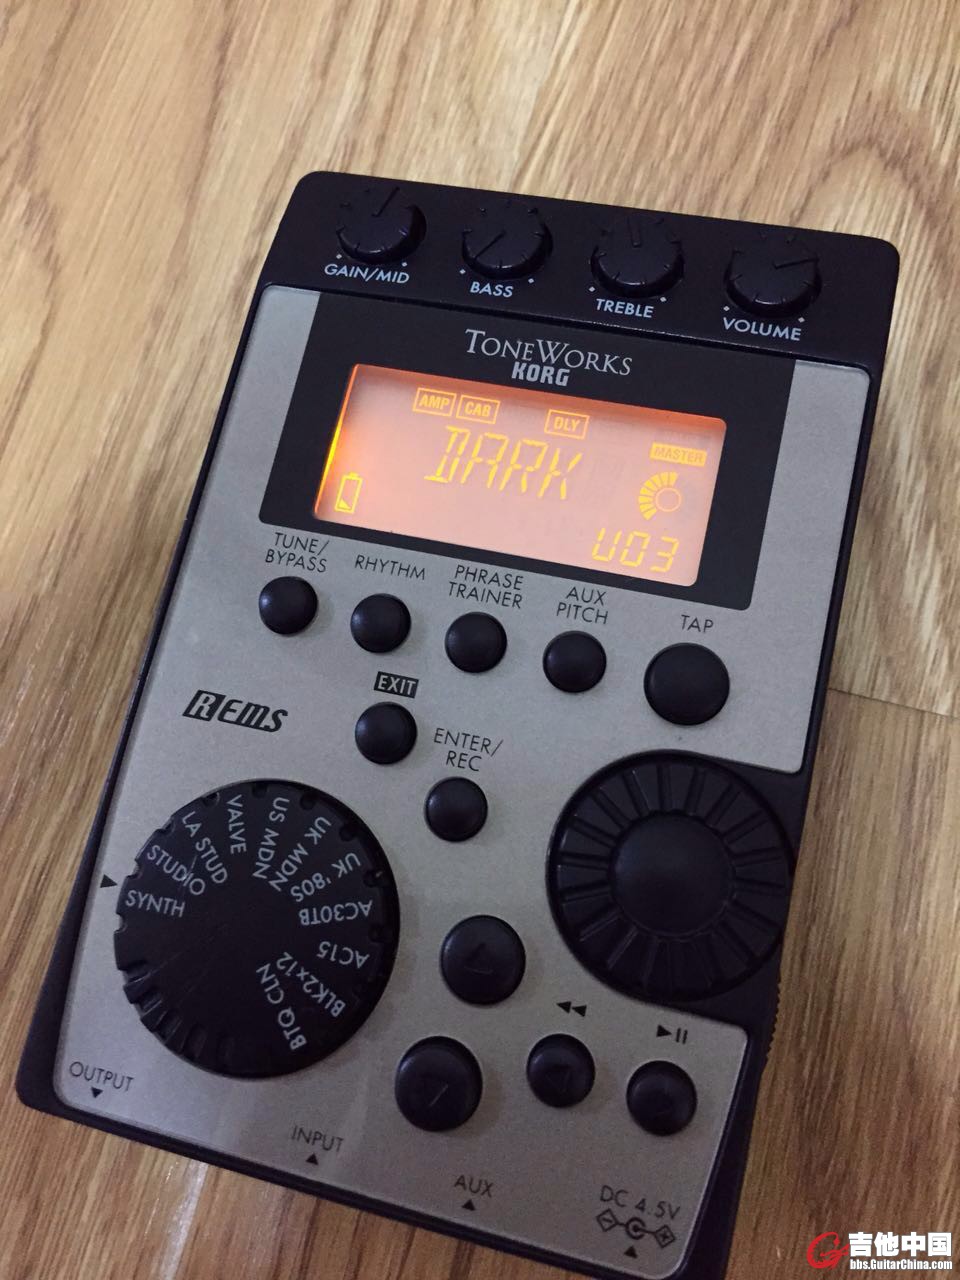 GAIN/MID
BASS
TREBLE
VOLUME
TONEWORKS
KORG
AMP CAB DLY
DARK
MASTER
U03
TUNE/
BYPASS
RHYTHM
PHRASE
TRAINER
AUX
PITCH
TAP
EXIT
REMS
ENTER/
REC
SYNTH
STUDIO
LA STUD
VALVE
US MDN
UK MDN
UK '80S
AC30TB
AC15
BLK2x12
BTQ CLN
OUTPUT
INPUT
AUX
DC 4.5V
吉他中国
bbs.GuitarChina.com